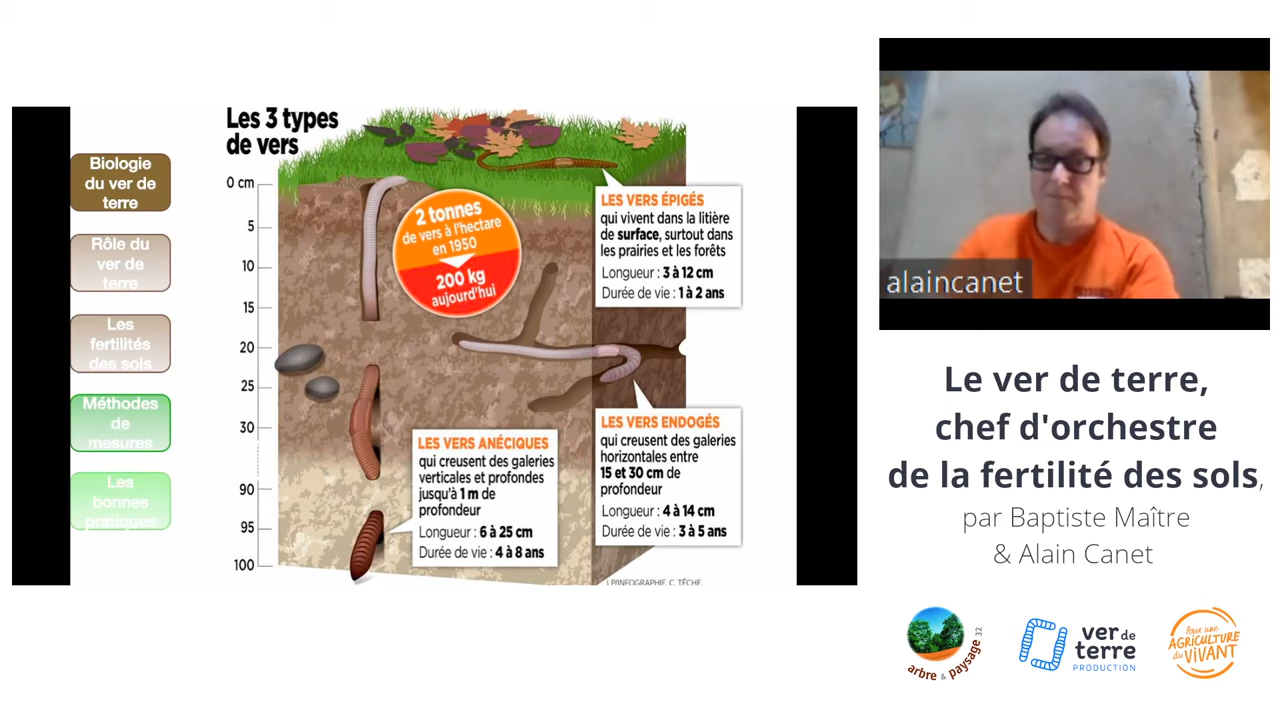 Les 3 types
de vers
Biologie
du ver de
terre
Rôle du
ver de
terre
Les
fertilités
des sols
Méthodes
de
mesures
Les
bonnes
pratiques
0 cm
5
10
15
20
25
30
90
95
100
2 tonnes
de vers à l'hectare
en 1950
200 kg
aujourd'hui
LES VERS ÉPIGÉS
qui vivent dans la litière
de surface, surtout dans
les prairies et les forêts
Longueur : 3 à 12 cm
Durée de vie : 1 à 2 ans
LES VERS ANÉCIQUES
qui creusent des galeries
verticales et profondes
jusqu'à 1 m de
profondeur
Longueur : 6 à 25 cm
Durée de vie : 4 à 8 ans
LES VERS ENDOGÉS
qui creusent des galeries
horizontales entre
15 et 30 cm de
profondeur
Longueur : 4 à 14 cm
Durée de vie : 3 à 5 ans
LP/INFOGRAPHIE. C. TÊCHE.
alaincanet
Le ver de terre,
chef d'orchestre
de la fertilité des sols,
par Baptiste Maître
& Alain Canet
arbre & paysage 32
ver de
terre
PRODUCTION
Pour une
AGRICULTURE
du VIVANT